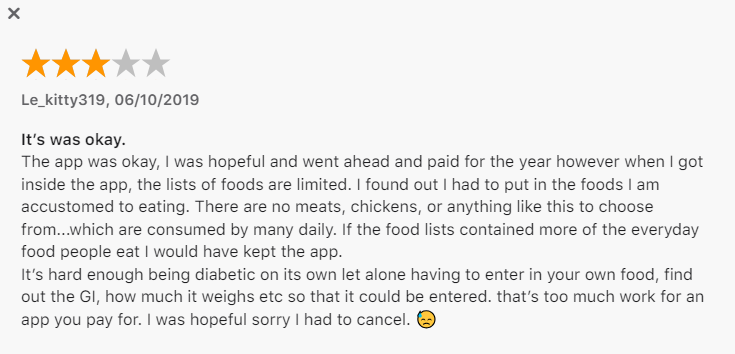 Le_kitty319, 06/10/2019
It's was okay.
The app was okay, I was hopeful and went ahead and paid for the year however when I got
inside the app, the lists of foods are limited. I found out I had to put in the foods I am
accustomed to eating. There are no meats, chickens, or anything like this to choose
from...which are consumed by many daily. If the food lists contained more of the everyday
food people eat I would have kept the app.
It's hard enough being diabetic on its own let alone having to enter in your own food, find
out the GI, how much it weighs etc so that it could be entered. that's too much work for an
app you pay for. I was hopeful sorry I had to cancel. 😓